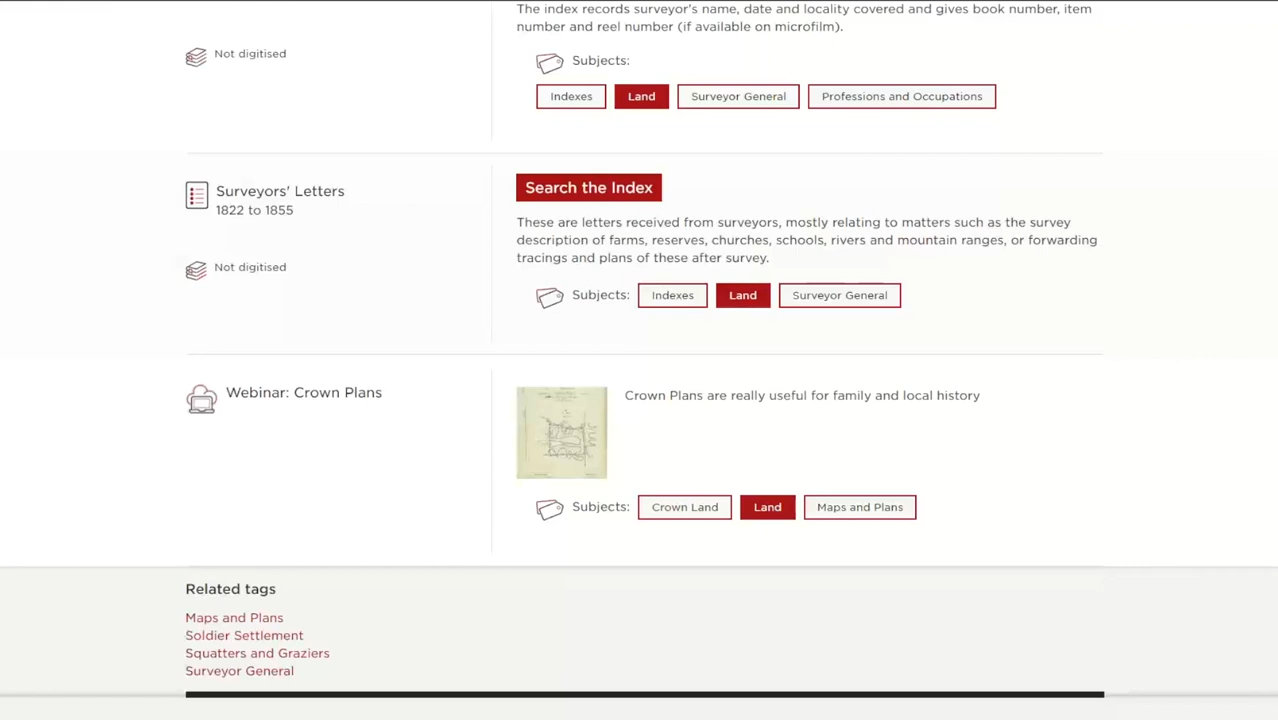 The index records surveyor's name, date and locality covered and gives book number, item
number and reel number (if available on microfilm).
Not digitised
Subjects:
Indexes
Land
Surveyor General
Professions and Occupations
Surveyors' Letters
1822 to 1855
Not digitised
Search the Index
These are letters received from surveyors, mostly relating to matters such as the survey
description of farms, reserves, churches, schools, rivers and mountain ranges, or forwarding
tracings and plans of these after survey.
Subjects:
Indexes
Land
Surveyor General
Webinar: Crown Plans
Crown Plans are really useful for family and local history
Subjects:
Crown Land
Land
Maps and Plans
Related tags
Maps and Plans
Soldier Settlement
Squatters and Graziers
Surveyor General